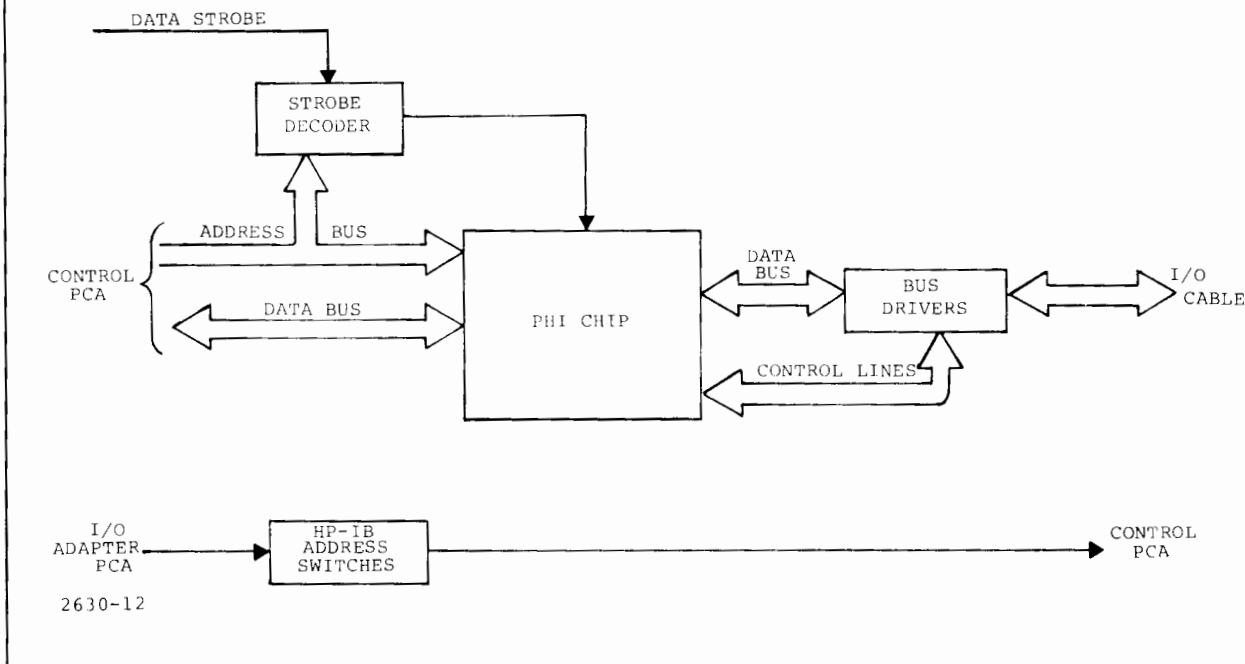 DATA STROBE
STROBE
DECODER
ADDRESS BUS
CONTROL
PCA
DATA BUS
PHI CHIP
DATA
BUS
BUS
DRIVERS
I/O
CABLE
CONTROL LINES
I/O
ADAPTER
PCA
HP-IB
ADDRESS
SWITCHES
CONTROL
PCA
2630-12